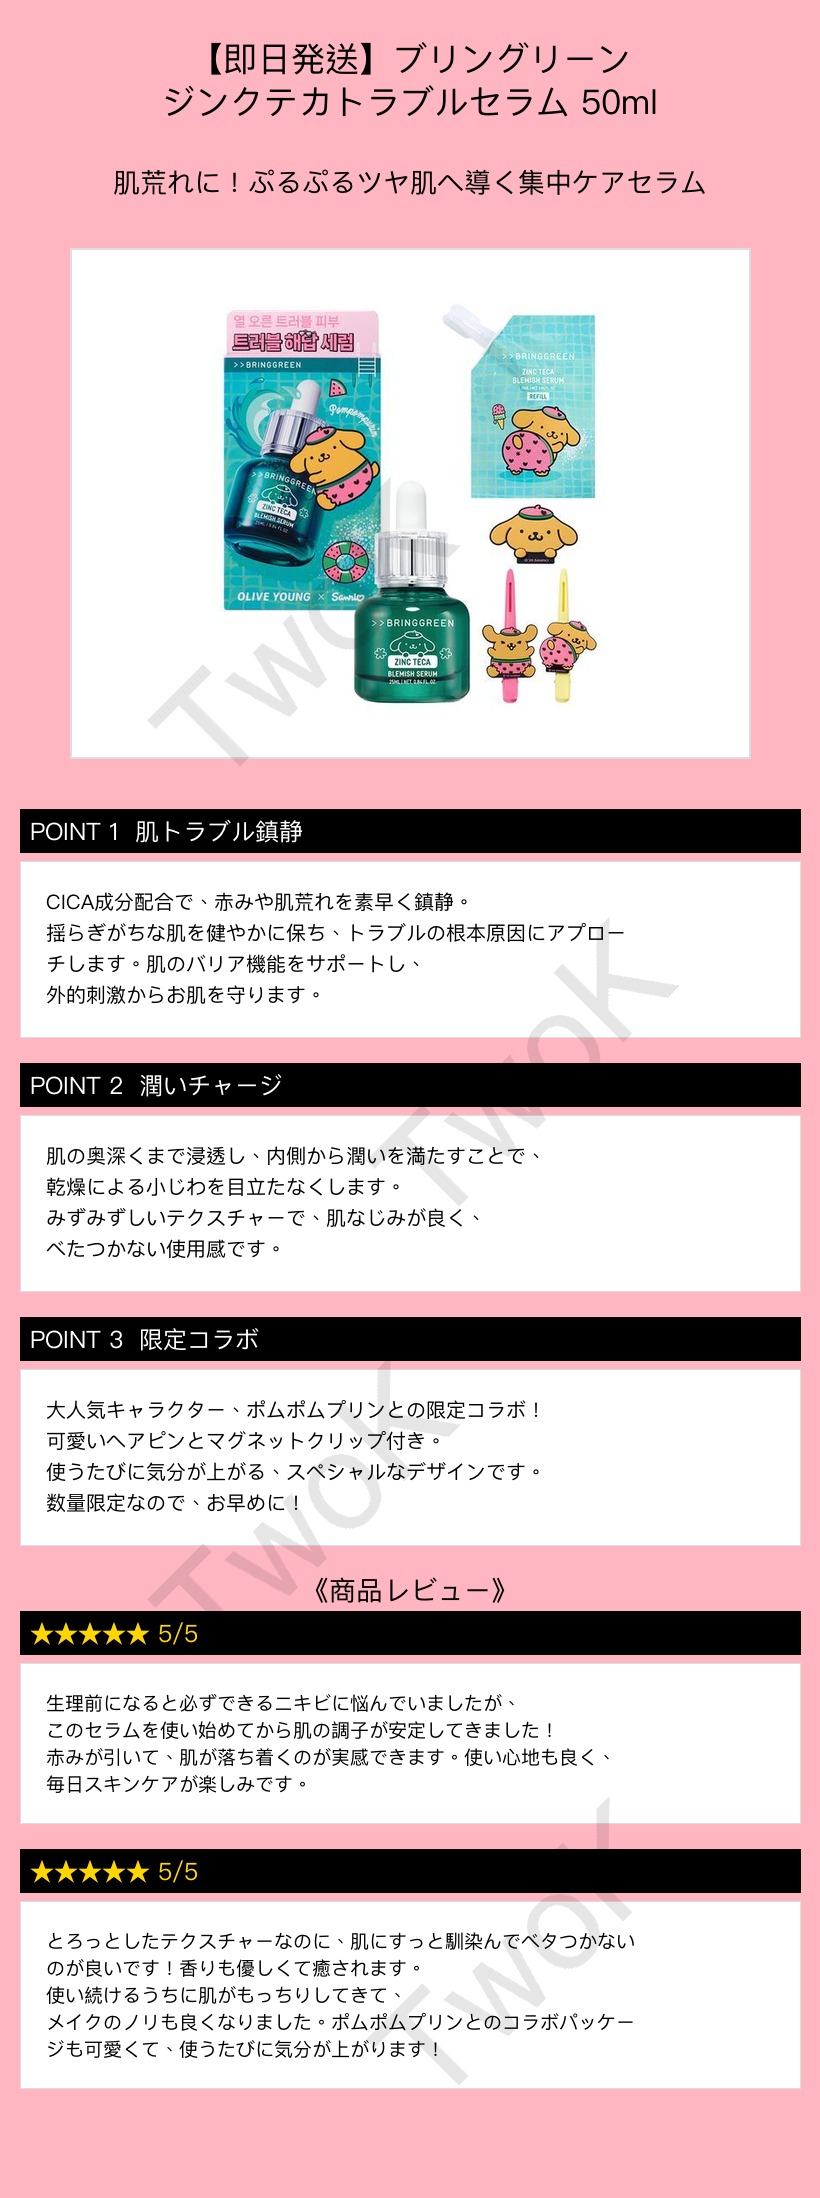 【即日発送】ブリングリーン
ジンクテカトラブルセラム 50ml
肌荒れに！ぷるぷるツヤ肌へ導く集中ケアセラム
열 오른 트러블 피부
트러블 해답 세럼
>>BRINGGREEN
Pompompurin
>>BRINGGREEN
ZINC TECA
BLEMISH SERUM
25ML / 0.84 FL.OZ
OLIVE YOUNG × Sanrio
>>BRINGGREEN
ZINC TECA
BLEMISH SERUM
REFILL
>>BRINGGREEN
ZINC TECA
BLEMISH SERUM
25ML | NET 0.84 FL. OZ.
TwoK
POINT 1 肌トラブル鎮静
CICA成分配合で、赤みや肌荒れを素早く鎮静。
揺らぎがちな肌を健やかに保ち、トラブルの根本原因にアプロー
チします。肌のバリア機能をサポートし、
外的刺激からお肌を守ります。
TwoK
POINT 2 潤いチャージ
肌の奥深くまで浸透し、内側から潤いを満たすことで、
乾燥による小じわを目立たなくします。
みずみずしいテクスチャーで、肌なじみが良く、
べたつかない使用感です。
POINT 3 限定コラボ
大人気キャラクター、ポムポムプリンとの限定コラボ！
可愛いヘアピンとマグネットクリップ付き。
使うたびに気分が上がる、スペシャルなデザインです。
数量限定なので、お早めに！
TwoK
《商品レビュー》
★★★★★ 5/5
生理前になると必ずできるニキビに悩んでいましたが、
このセラムを使い始めてから肌の調子が安定してきました！
赤みが引いて、肌が落ち着くのが実感できます。使い心地も良く、
毎日スキンケアが楽しみです。
★★★★★ 5/5
とろっとしたテクスチャーなのに、肌にすっと馴染んでベタつかない
のが良いです！香りも優しくて癒されます。
使い続けるうちに肌がもっちりしてきて、
メイクのノリも良くなりました。ポムポムプリンとのコラボパッケー
ジも可愛くて、使うたびに気分が上がります！
TwoK